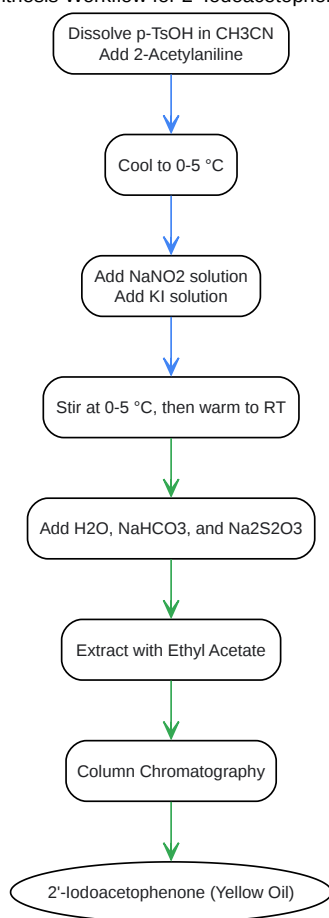 Workflow for
Dissolve p-TsOH in CH3CN
Add 2-Acetylaniline
Cool to 0-5 °C
Add NaNO2 solution
Add KI solution
Stir at 0-5 °C, then warm to RT
Add H2O, NaHCO3, and Na2S2O3
Extract with Ethyl Acetate
Column Chromatography
2'-Iodoacetophenone (Yellow Oil)